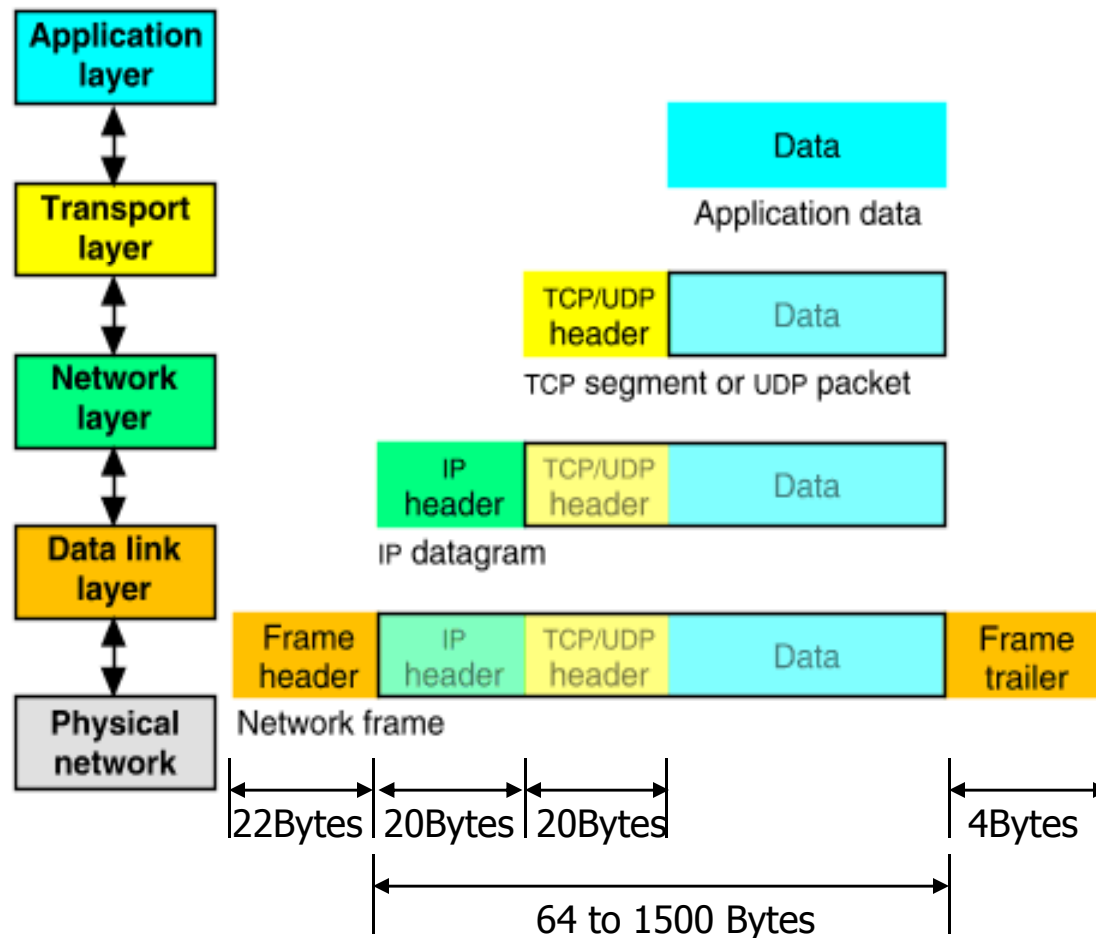 Application
layer
Data
Application data
Transport
layer
TCP/UDP
header
Data
TCP segment or UDP packet
Network
layer
IP
header
TCP/UDP
header
Data
IP datagram
Data link
layer
Frame
header
IP
header
TCP/UDP
header
Data
Frame
trailer
Network frame
Physical
network
22Bytes
20Bytes
20Bytes
4Bytes
64 to 1500 Bytes